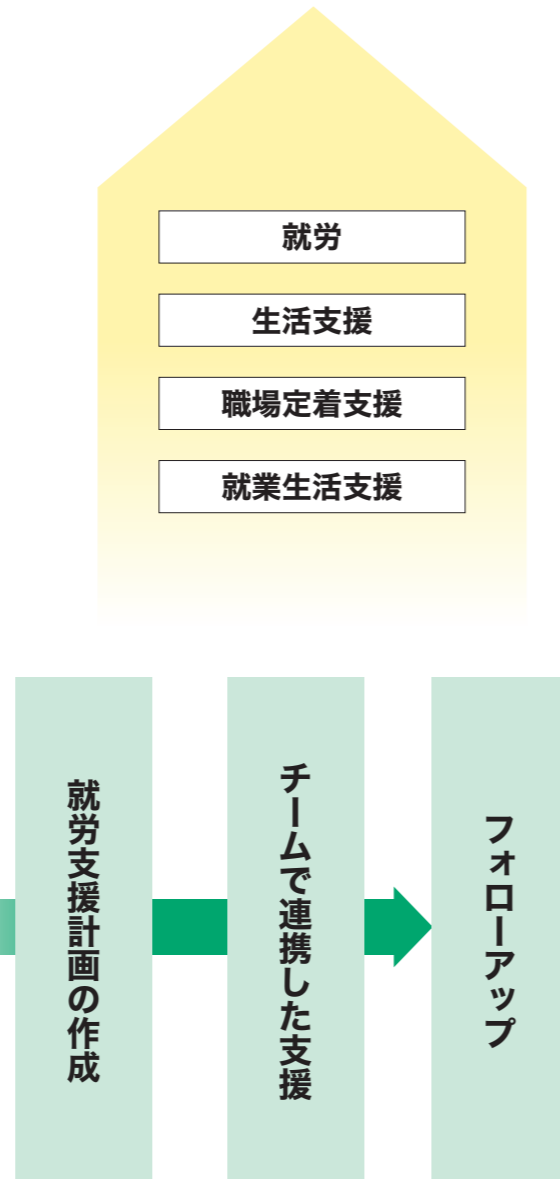 就労
生活支援
職場定着支援
就業生活支援
就労支援計画の作成
チームで連携した支援
フォローアップ